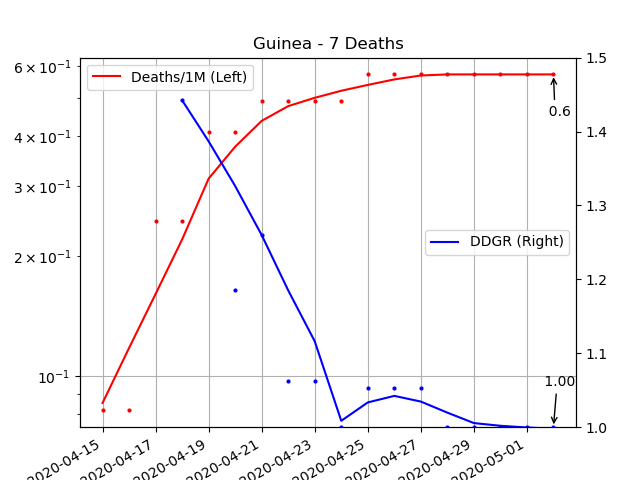 Guinea - 7 Deaths
Deaths/1M (Left)
DDGR (Right)
6 × 10⁻¹
4 × 10⁻¹
3 × 10⁻¹
2 × 10⁻¹
10⁻¹
1.5
1.4
1.3
1.2
1.1
1.0
0.6
1.00
2020-04-15
2020-04-17
2020-04-19
2020-04-21
2020-04-23
2020-04-25
2020-04-27
2020-04-29
2020-05-01